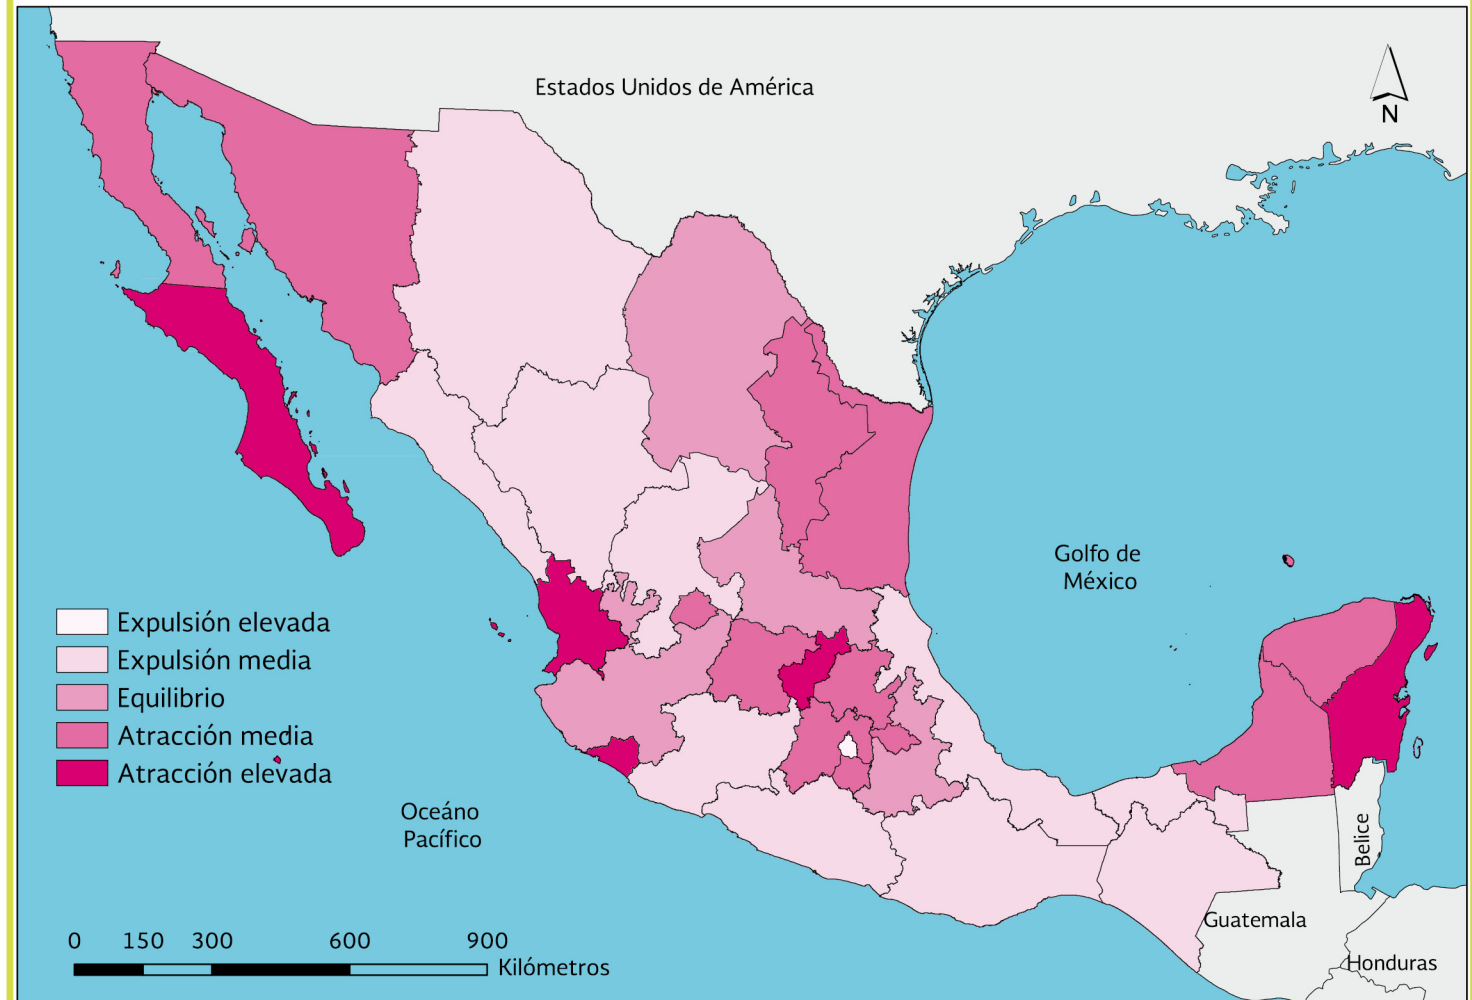 Estados Unidos de América
N
Golfo de
México
Expulsión elevada
Expulsión media
Equilibrio
Atracción media
Atracción elevada
Oceáno
Pacífico
Belice
Guatemala
Honduras
0 150 300 600 900
Kilómetros